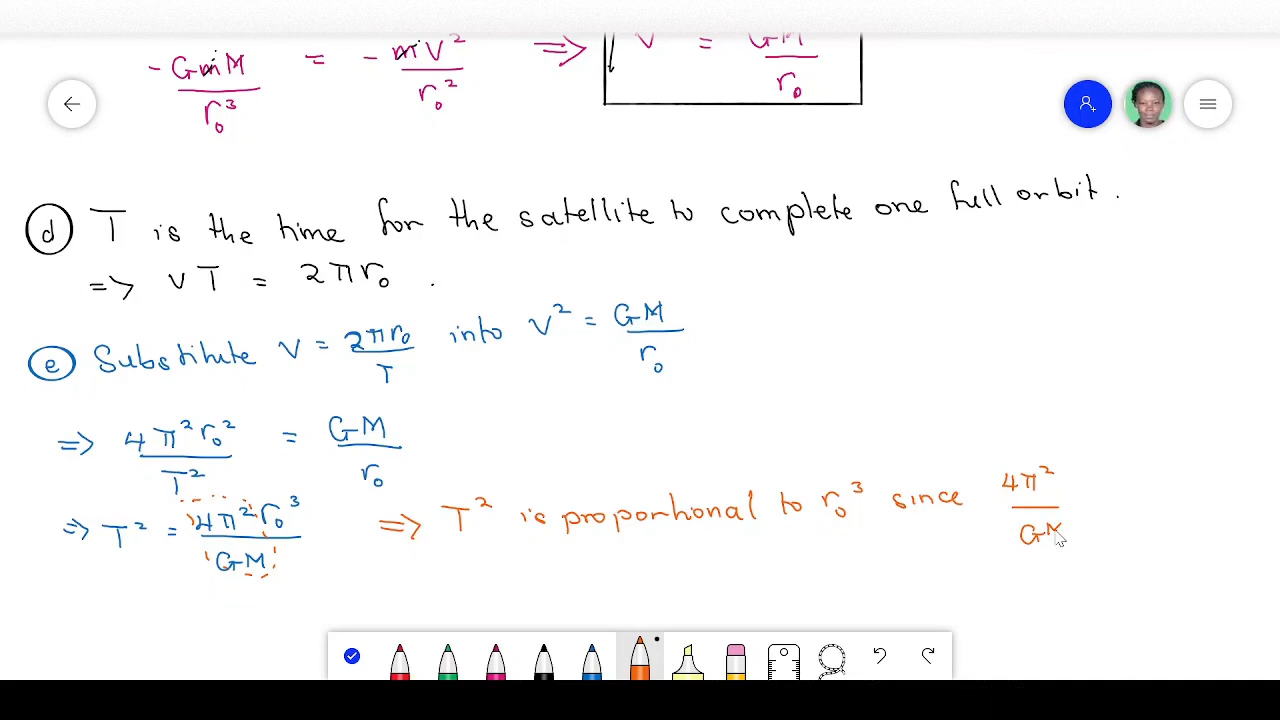 -GmM/r₀³ = -mv²/r₀² => V² = GM/r₀
(d) T is the time for the satellite to complete one full orbit.
=> vT = 2πr₀.
(e) Substitute V = 2πr₀/T into V² = GM/r₀
=> 4π²r₀²/T² = GM/r₀
=> T² = 4π²r₀³/GM => T² is proportional to r₀³ since 4π²/GM